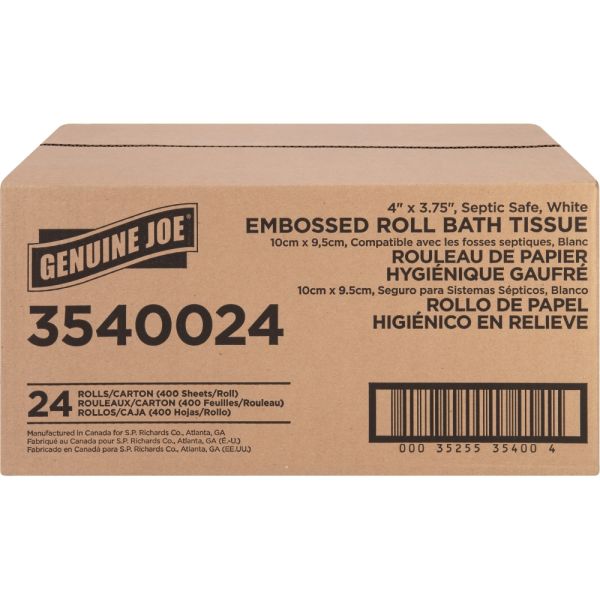 GENUINE JOE
3540024
4" x 3.75", Septic Safe, White
EMBOSSED ROLL BATH TISSUE
10cm x 9,5cm, Compatible avec les fosses septiques, Blanc
ROULEAU DE PAPIER
HYGIÉNIQUE GAUFRÉ
10cm x 9.5cm, Seguro para Sistemas Sépticos, Blanco
ROLLO DE PAPEL
HIGIÉNICO EN RELIEVE
24 ROLLS/CARTON (400 Sheets/Roll)
ROULEAUX/CARTON (400 Feuilles/Rouleau)
ROLLOS/CAJA (400 Hojas/Rollo)
Manufactured in Canada for S.P. Richards Co., Atlanta, GA
Fabriqué au Canada pour S.P. Richards Co., Atlanta, GA (É.-U.)
Fabricado en Canadá para S.P. Richards Co., Atlanta, GA (EE.UU.)
000 35255 35400 4